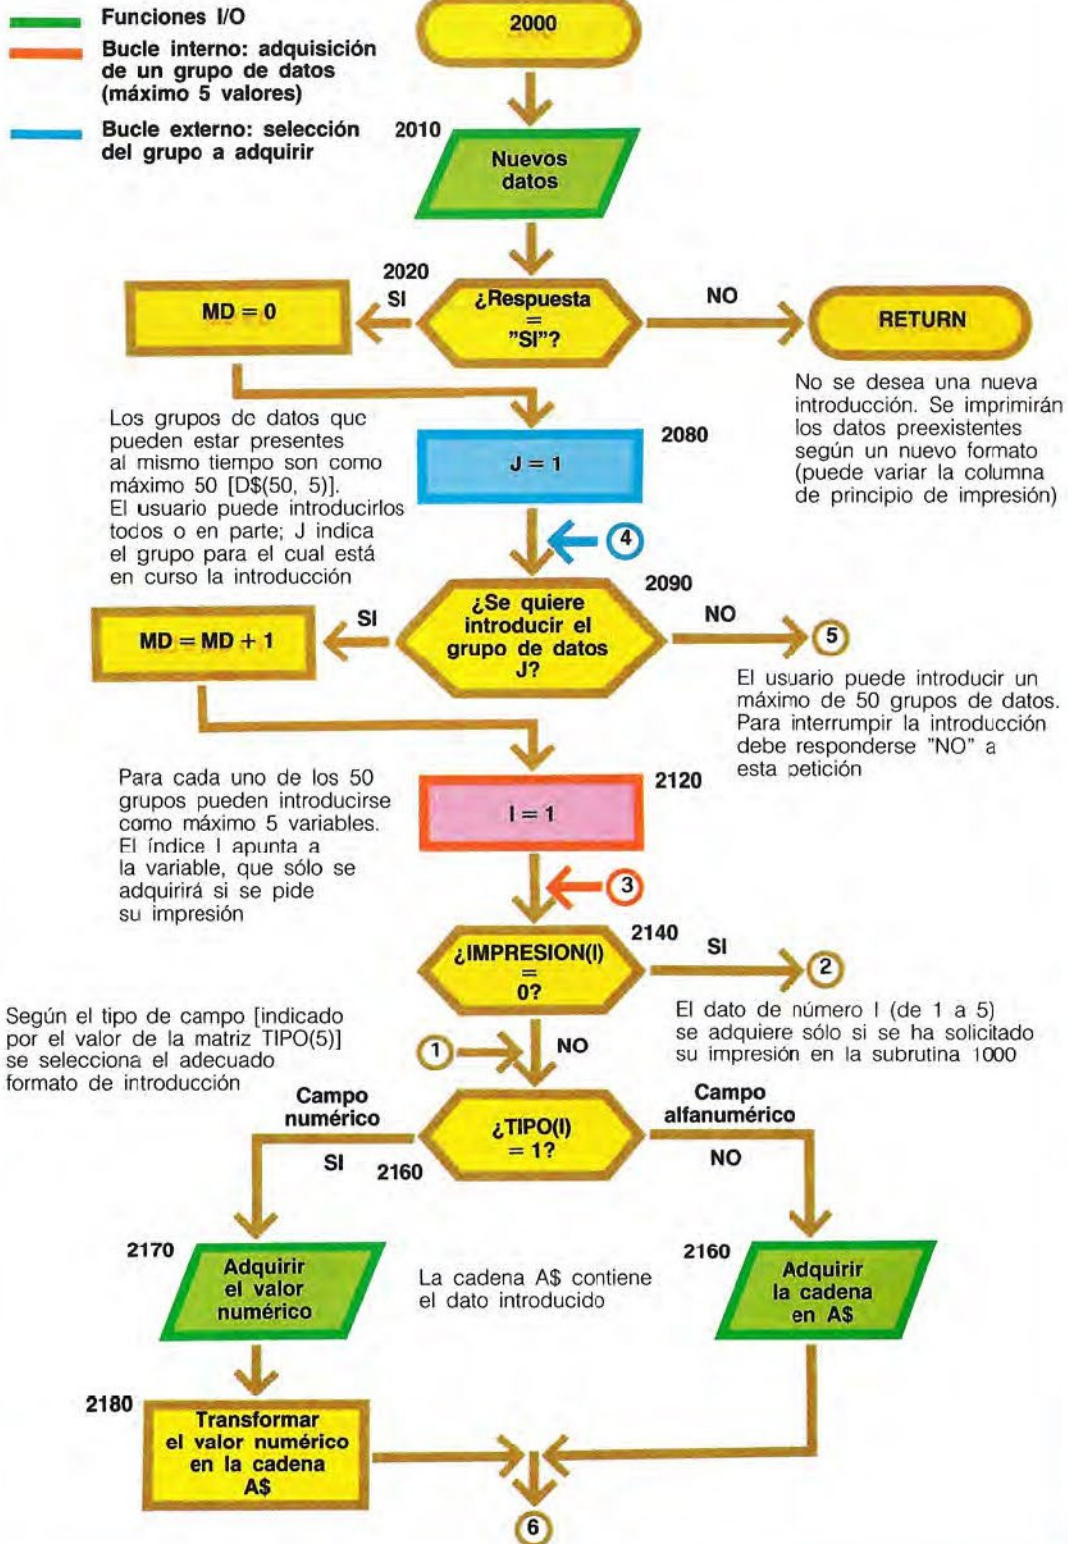 Funciones I/O
Bucle interno: adquisición
de un grupo de datos
(máximo 5 valores)
Bucle externo: selección
del grupo a adquirir
2000
2010
Nuevos
datos
2020
SI
¿Respuesta
=
"SI"?
NO
MD = 0
RETURN
No se desea una nueva
introducción. Se imprimirán
los datos preexistentes
según un nuevo formato
(puede variar la columna
de principio de impresión)
Los grupos de datos que
pueden estar presentes
al mismo tiempo son como
máximo 50 [D$(50, 5)].
El usuario puede introducirlos
todos o en parte; J indica
el grupo para el cual está
en curso la introducción
2080
J = 1
4
2090
¿Se quiere
introducir el
grupo de datos
J?
SI
NO
5
MD = MD + 1
El usuario puede introducir un
máximo de 50 grupos de datos.
Para interrumpir la introducción
debe responderse "NO" a
esta petición
Para cada uno de los 50
grupos pueden introducirse
como máximo 5 variables.
El índice I apunta a
la variable, que sólo se
adquirirá si se pide
su impresión
2120
I = 1
3
2140
¿IMPRESION(I)
=
0?
SI
2
El dato de número I (de 1 a 5)
se adquiere sólo si se ha solicitado
su impresión en la subrutina 1000
Según el tipo de campo [indicado
por el valor de la matriz TIPO(5)]
se selecciona el adecuado
formato de introducción
1
NO
Campo
numérico
SI
2160
¿TIPO(I)
= 1?
Campo
alfanumérico
NO
2170
Adquirir
el valor
numérico
La cadena A$ contiene
el dato introducido
2160
Adquirir
la cadena
en A$
2180
Transformar
el valor numérico
en la cadena
A$
6